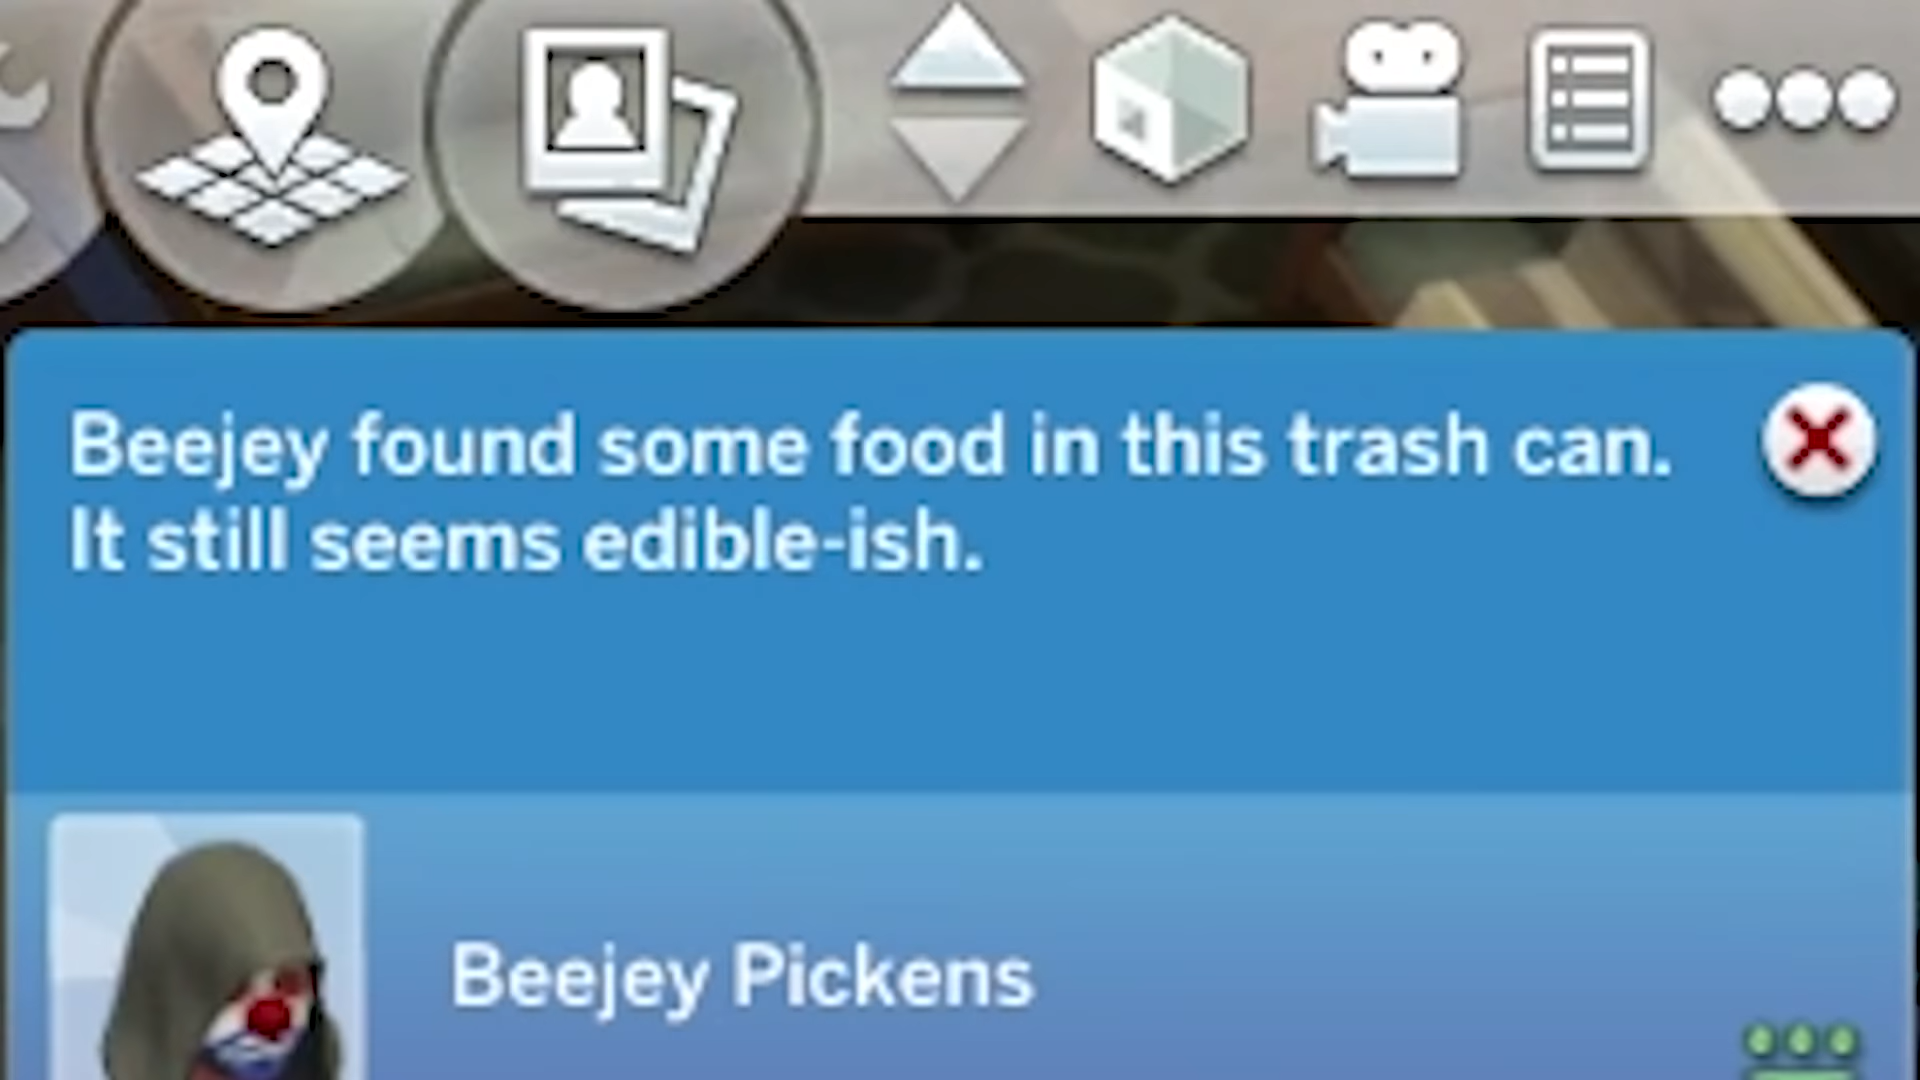 Beejey found some food in this trash can.
It still seems edible-ish.
Beejey Pickens